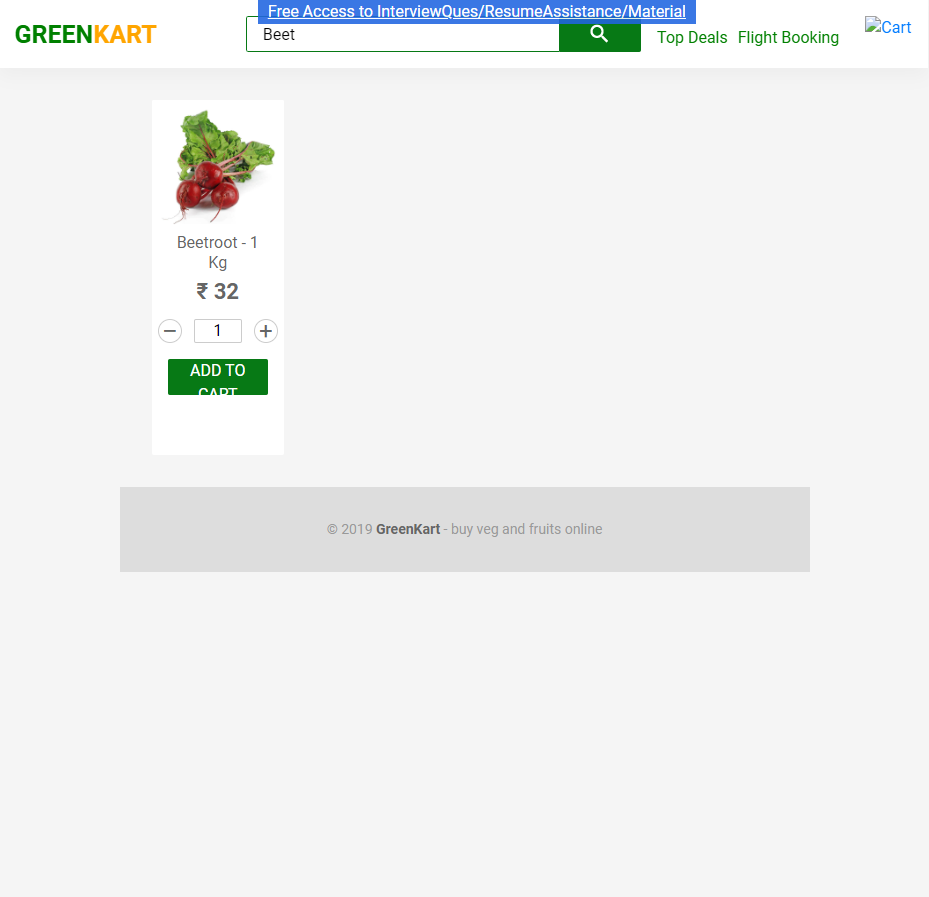 Free Access to InterviewQues/ResumeAssistance/Material
GREENKART
Beet
Top Deals Flight Booking
Cart
Beetroot - 1
Kg
₹ 32
1
ADD TO
CART
© 2019 GreenKart - buy veg and fruits online